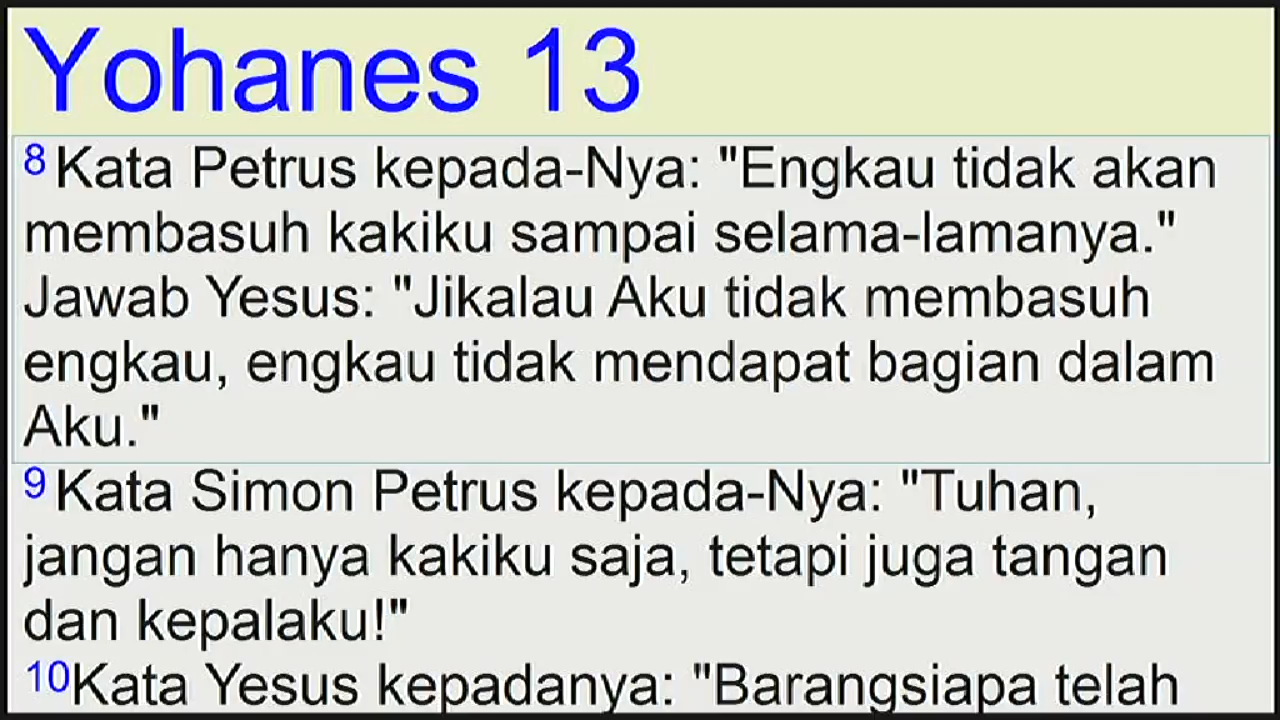 Yohanes 13
8 Kata Petrus kepada-Nya: "Engkau tidak akan
membasuh kakiku sampai selama-lamanya."
Jawab Yesus: "Jikalau Aku tidak membasuh
engkau, engkau tidak mendapat bagian dalam
Aku."
9 Kata Simon Petrus kepada-Nya: "Tuhan,
jangan hanya kakiku saja, tetapi juga tangan
dan kepalaku!"
10Kata Yesus kepadanya: "Barangsiapa telah